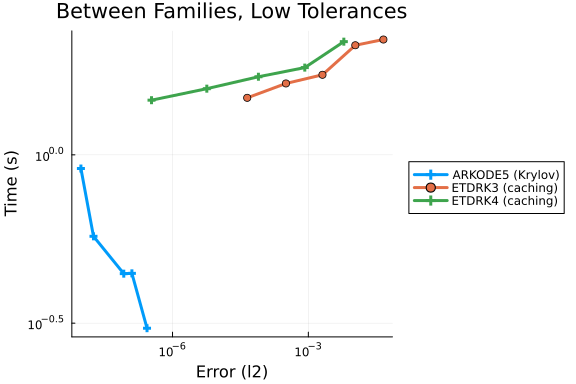 Between Families, Low Tolerances
Time (s)
10^0.0
10^−0.5
10^−6
10^−3
Error (l2)
ARKODE5 (Krylov)
ETDRK3 (caching)
ETDRK4 (caching)